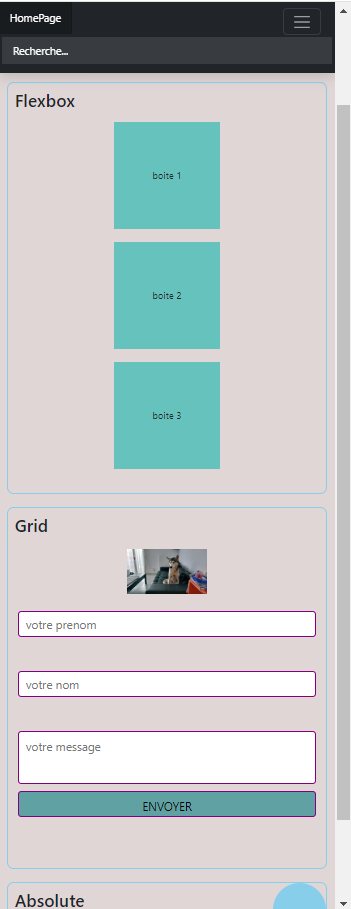 HomePage
Recherche...
Flexbox
boite 1
boite 2
boite 3
Grid
votre prenom
votre nom
votre message
ENVOYER
Absolute